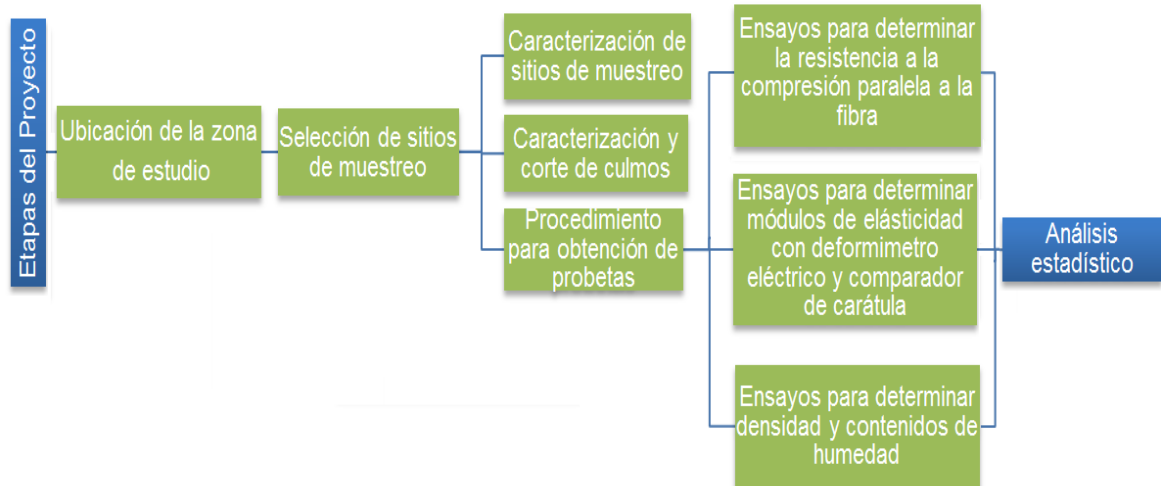 Etapas del Proyecto
Ubicación de la zona
de estudio
Selección de sitios
de muestreo
Caracterización de
sitios de muestreo
Caracterización y
corte de culmos
Procedimiento
para obtención de
probetas
Ensayos para determinar
la resistencia a la
compresión paralela a la
fibra
Ensayos para determinar
módulos de elásticidad
con deformimetro
eléctrico y comparador
de carátula
Ensayos para determinar
densidad y contenidos de
humedad
Análisis
estadístico